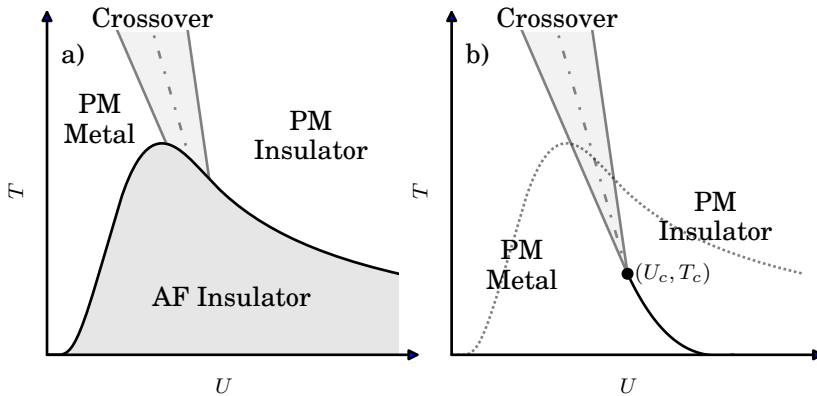 Crossover
a)
PM
Metal
PM
Insulator
AF Insulator
T
U
Crossover
b)
PM
Insulator
PM
Metal
(U_c, T_c)
T
U